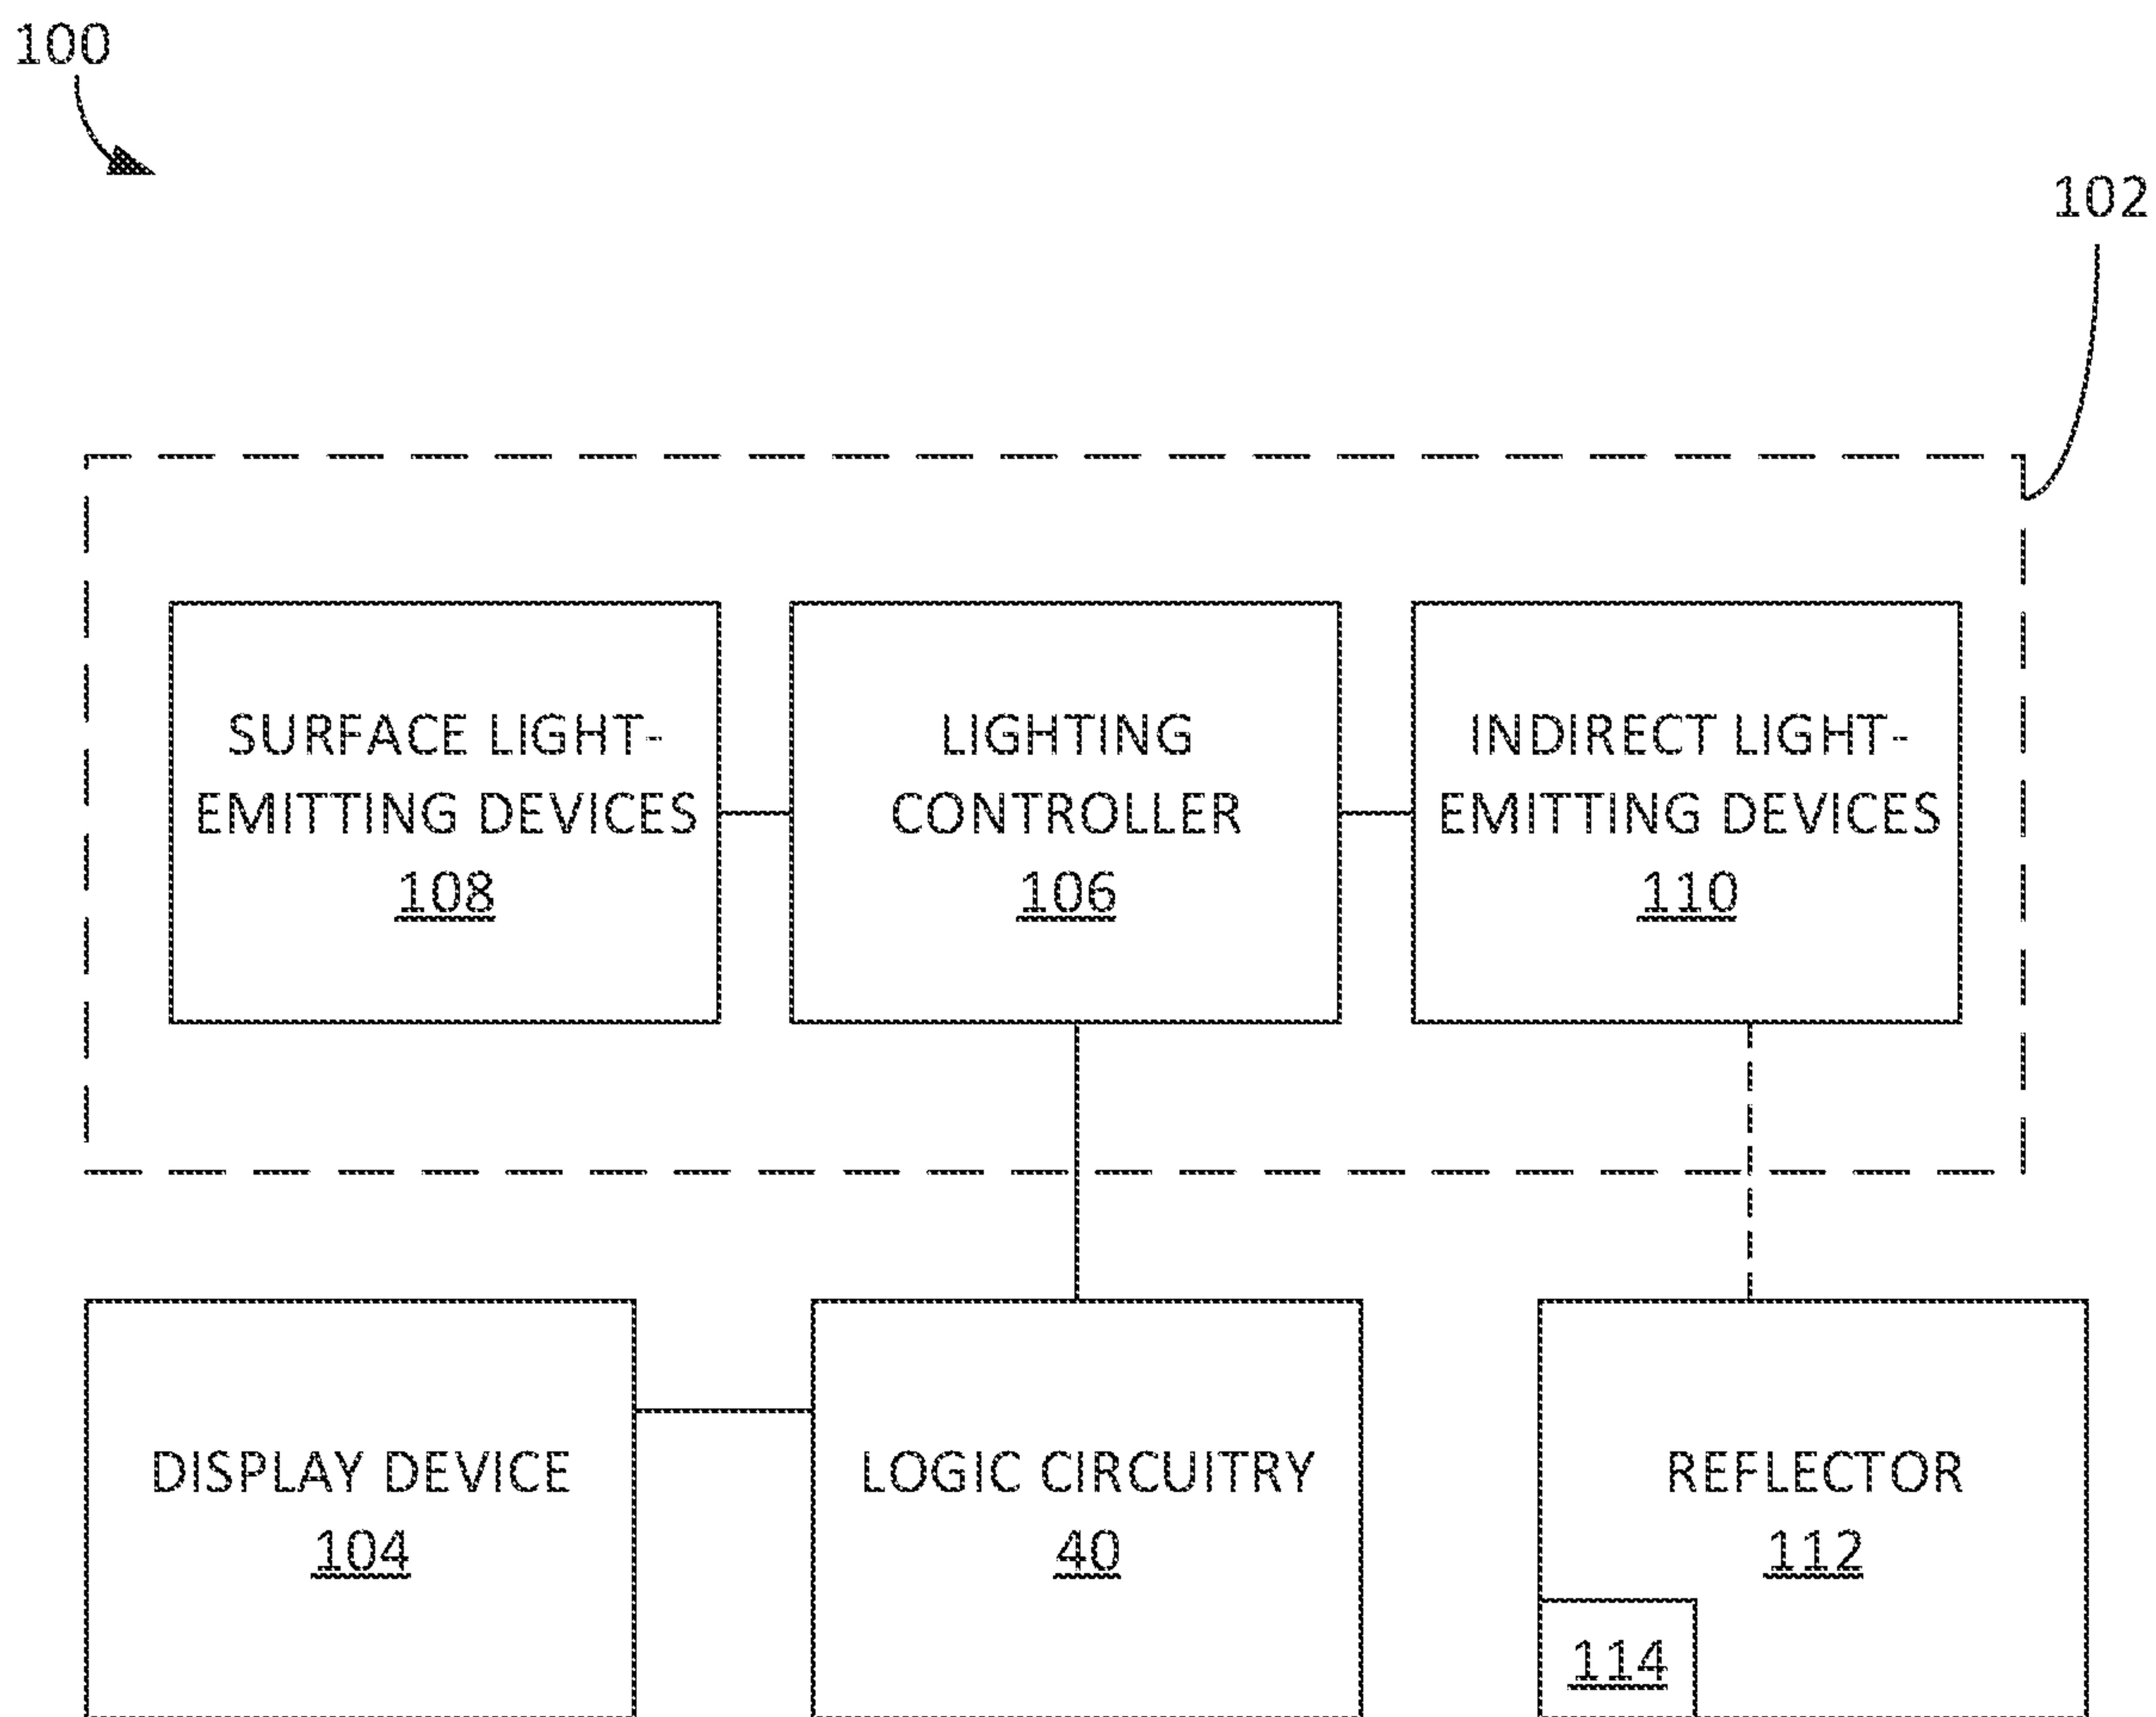 100
102
SURFACE LIGHT-
EMITTING DEVICES
108
LIGHTING
CONTROLLER
106
INDIRECT LIGHT-
EMITTING DEVICES
110
DISPLAY DEVICE
104
LOGIC CIRCUITRY
40
REFLECTOR
112
114